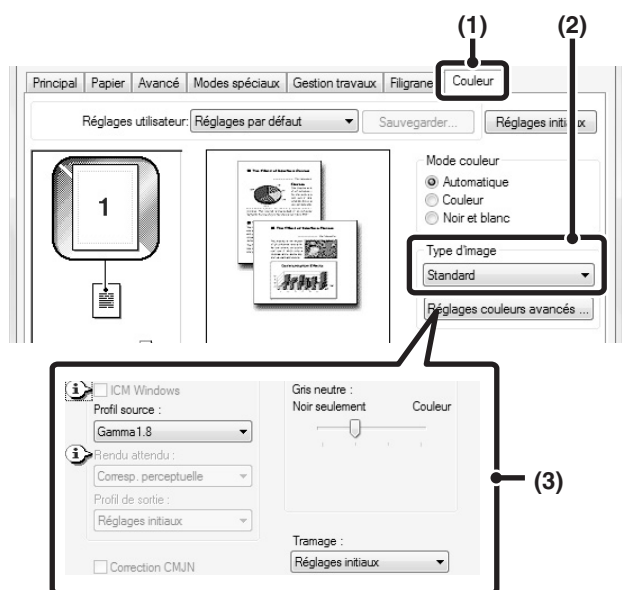 (1)
(2)
Principal Papier Avancé Modes spéciaux Gestion travaux Filigrane Couleur
Réglages utilisateur: Réglages par défaut Sauvegarder... Réglages
1
Mode couleur
Automatique
Couleur
Noir et blanc
Type d'image
Standard
Réglages couleurs avancés ...
ICM Windows
Profil source :
Gamma1.8
Rendu attendu :
Corresp. perceptuelle
Profil de sortie :
Réglages initiaux
Correction CMJN
Gris neutre :
Noir seulement Couleur
Tramage :
Réglages initiaux
(3)